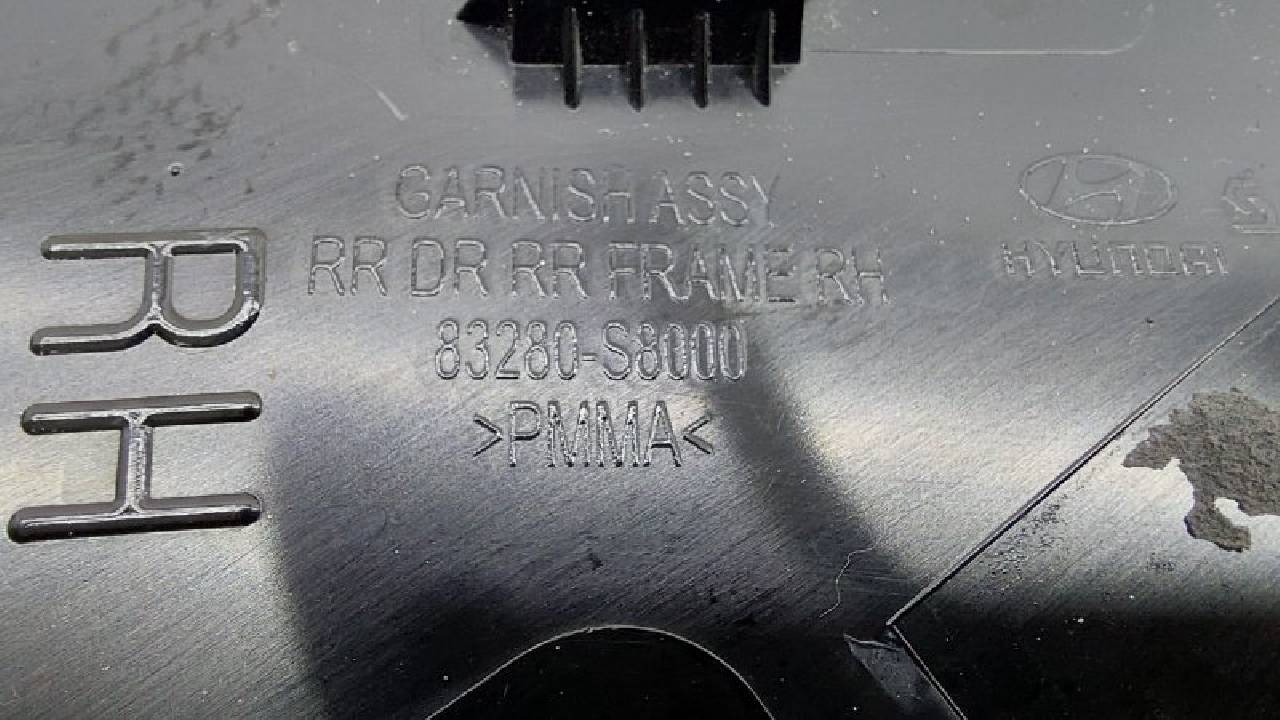 GARNISH ASSY
RR DR RR FRAME RH
83280-S8000
>PMMA<
HYUNDAI
RH